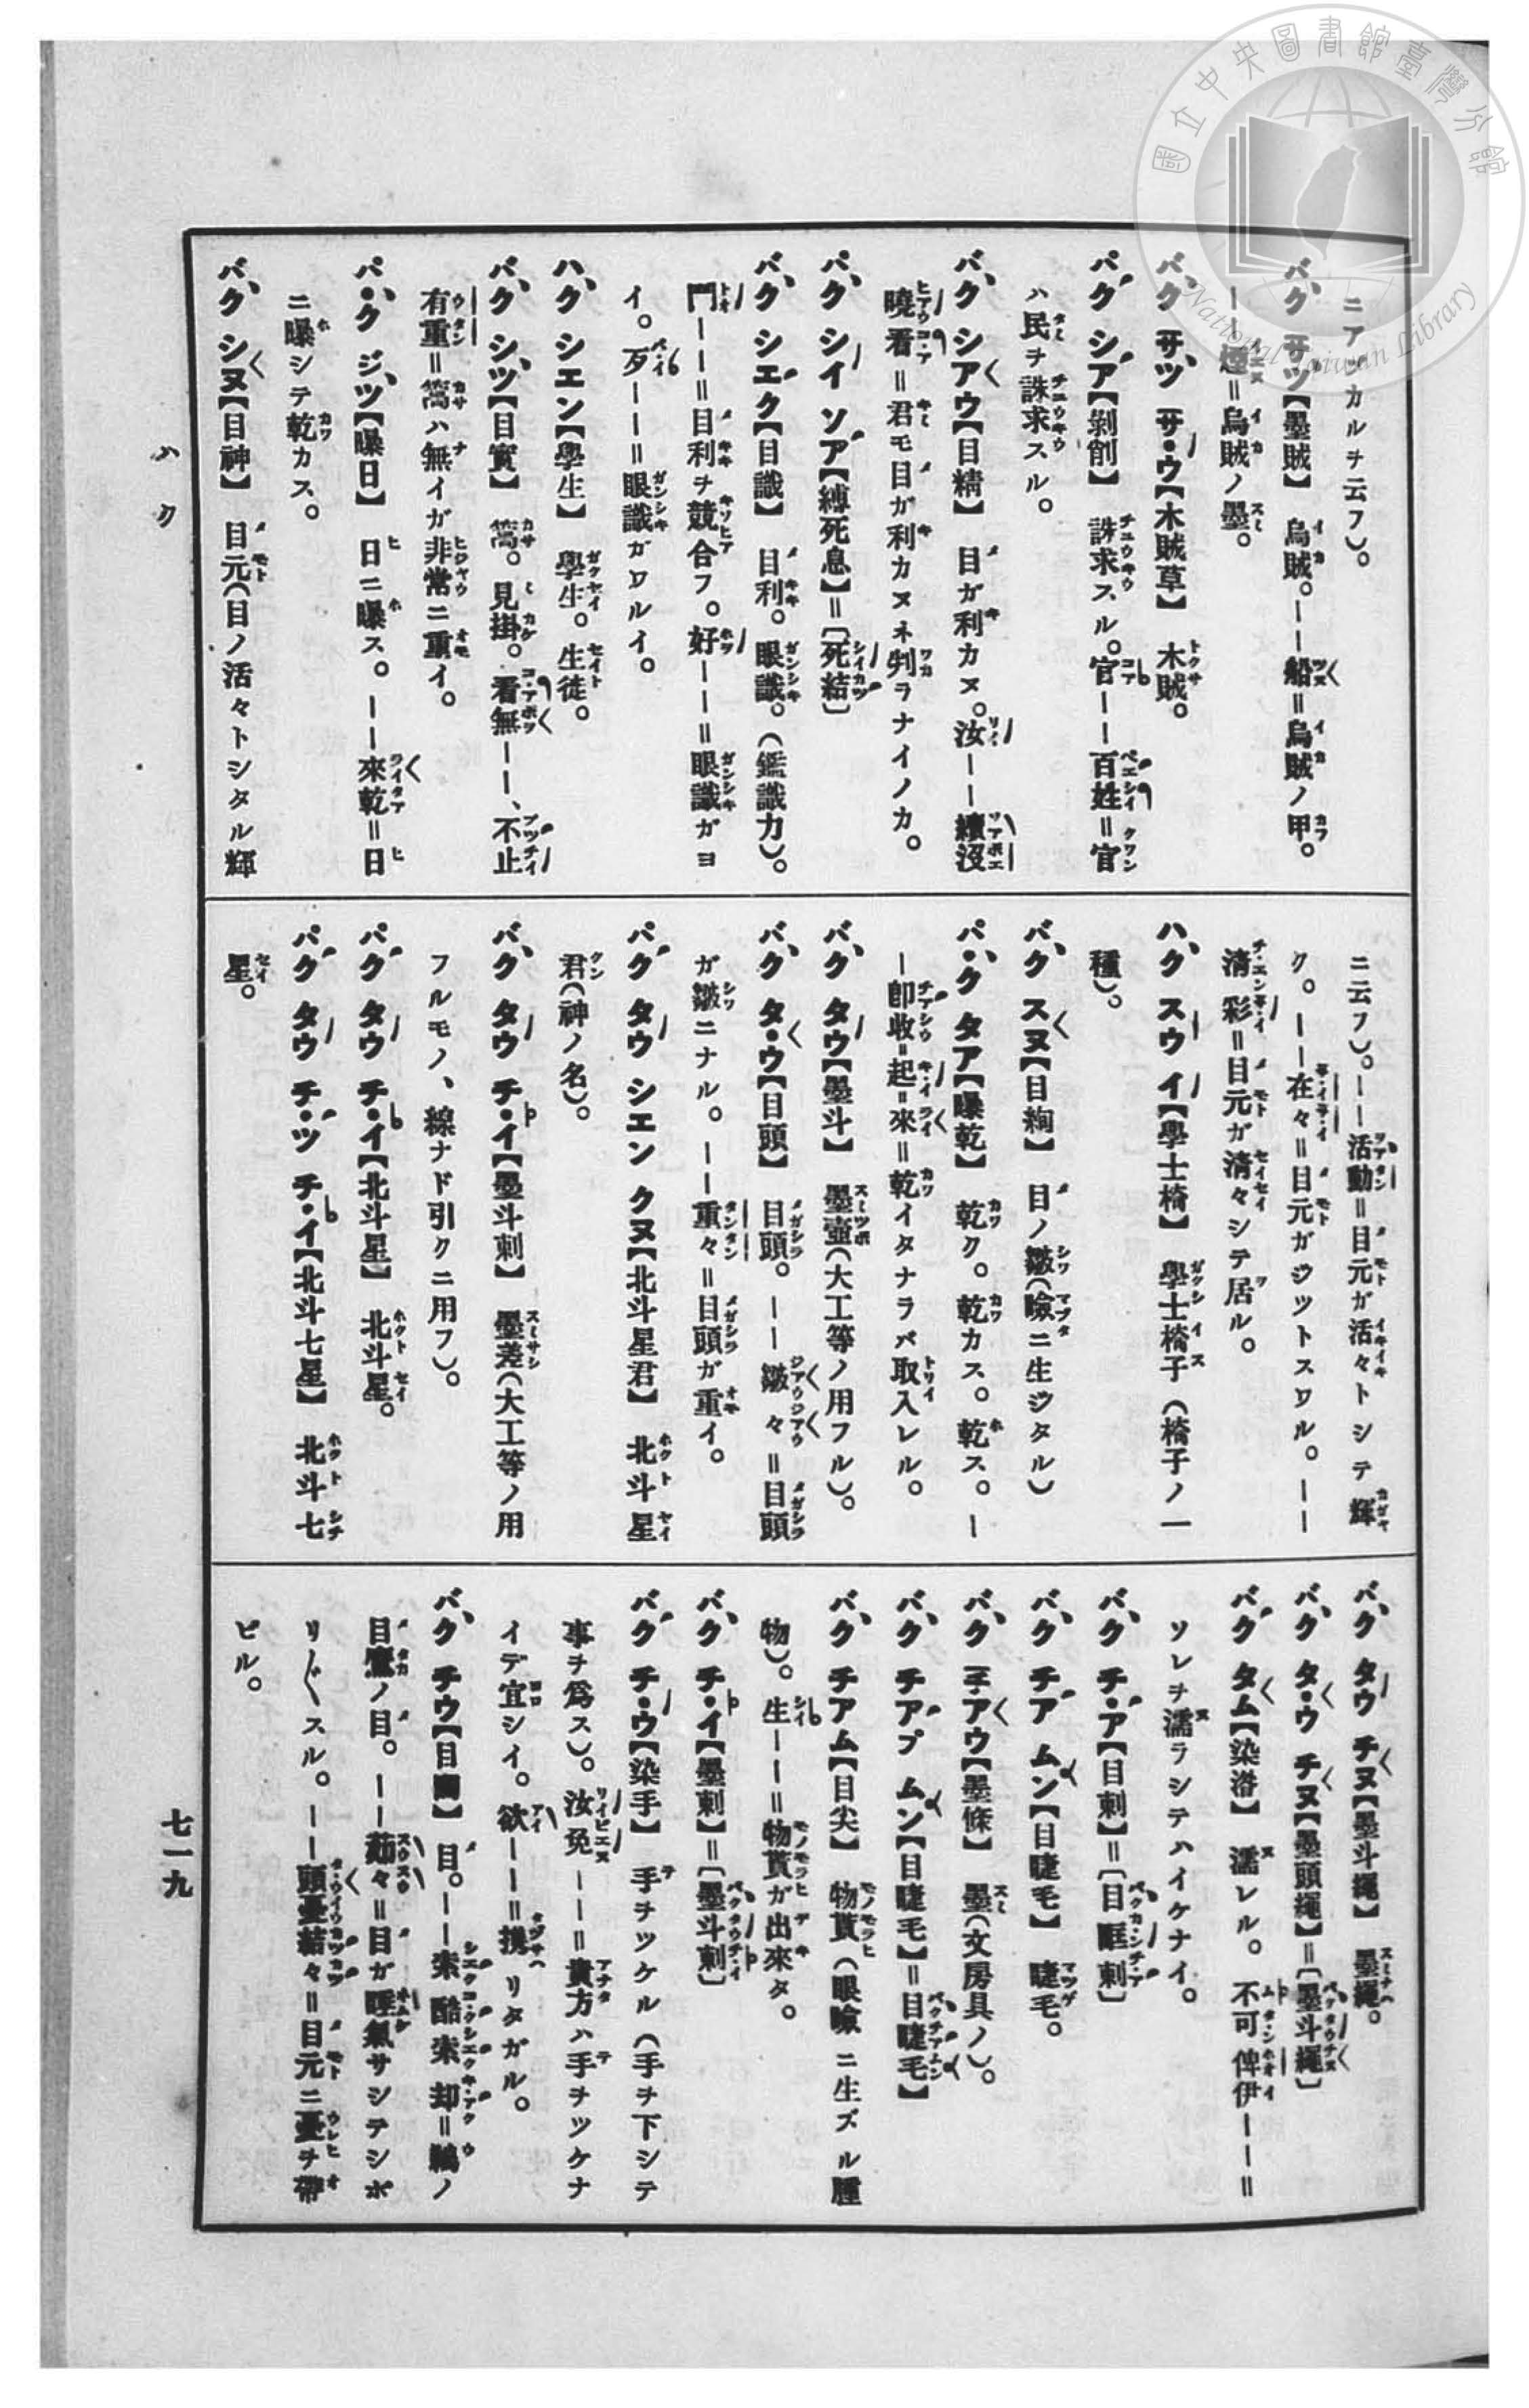 國立中央圖書館臺灣分館
National Taiwan Library
ニアヅカルヲ云フ)。
バク サツ【墨賊】 烏賊。——船=烏賊ノ甲。
——煙=烏賊ノ墨。
バク サツ サウ【木賊草】 木賊。
パク シア【剝削】 誅求スル。官——百姓=官
ハ民ヲ誅求スル。
バク シアウ【目精】 目ガ利カヌ。汝——續沒
曉看=君モ目ガ利カヌネ判ラナイノカ。
パク シイ ソア【縛死息】=〔死結〕
バク シエク【目識】 目利。眼識。(鑑識力)。
鬥——=目利ヲ競合フ。好——=眼識ガヨ
イ。歹——=眼識ガワルイ。
ハク シエン【學生】 學生。生徒。
バク シツ【目實】 篙。見掛。看無——、不止
有重=篙ハ無イガ非常ニ重イ。
パク ジツ【曝日】 日ニ曝ス。——來乾=日
ニ曝シテ乾カス。
バク シヌ【目神】 目元(目ノ活々トシタル輝
ニ云フ)。——活動=目元ガ活々トシテ輝
ク。——在々=目元ガジツトスワル。——
清彩=目元ガ清々シテ居ル。
ハク スウ イ【學士椅】 學士椅子(椅子ノ一
種)。
バク スヌ【目絢】 目ノ皺(瞼ニ生ジタル)
パク タア【曝乾】 乾ク。乾カス。乾ス。—
—卽收=起=來=乾イタナラバ取入レル。
バク タウ【墨斗】 墨壺(大工等ノ用フル)。
バク タウ【目頭】 目頭。——皺々=目頭
ガ皺ニナル。——重々=目頭ガ重イ。
パク タウ シエン クヌ【北斗星君】 北斗星
君(神ノ名)。
バク タウ チイ【墨斗刺】 墨差(大工等ノ用
フルモノ、線ナド引クニ用フ)。
パク タウ チイ【北斗星】 北斗星。
パク タウ チツ チイ【北斗七星】 北斗七
星。
バク タウ チヌ【墨斗繩】 墨繩。
バク タウ チヌ【墨頭繩】=〔墨斗繩〕
バク タム【染潽】 濡レル。不可俾伊——=
ソレヲ濡ラシテハイケナイ。
バク チア【目刺】=〔目眶刺〕
バク チア ムン【目睫毛】 睫毛。
バク ヂアウ【墨條】 墨(文房具ノ)。
バク チアプ ムン【目睫毛】=〔目睫毛〕
バク チアム【目尖】 物貰(眼瞼ニ生ズル腫
物)。生——=物貰ガ出來タ。
バク チイ【墨刺】=〔墨斗刺〕
バク チウ【染手】 手ヲツケル(手ヲ下シテ
事ヲ爲ス)。汝免——=貴方ハ手ヲツケナ
イデ宜シイ。欲——=携リタガル。
バク チウ【目睭】 目。——索酷索却=鵜ノ
目鷹ノ目。——茄々=目ガ睡氣サシテシボ
リ〱スル。——頭憂結々=目元ニ憂ヲ帶
ビル。
ハク
七一九